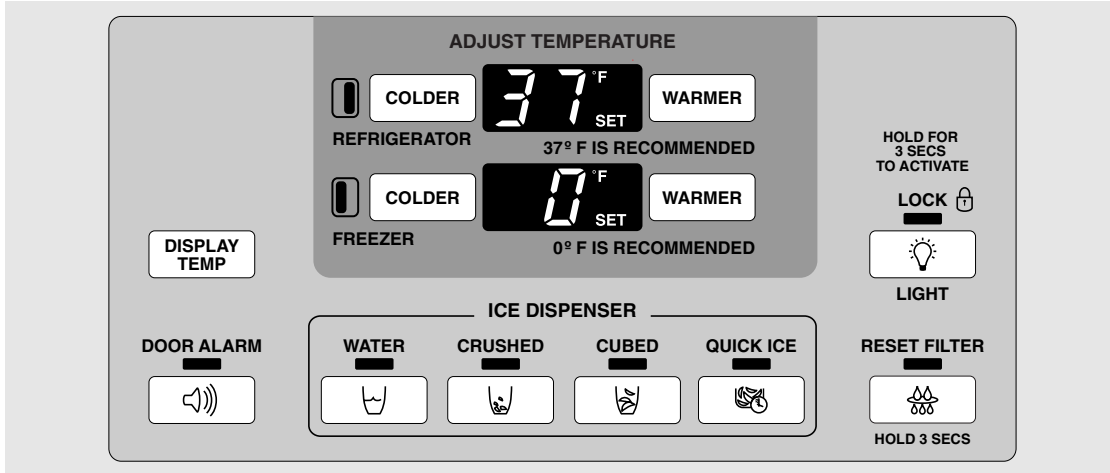 ADJUST TEMPERATURE
COLDER
37 °F
SET
WARMER
REFRIGERATOR
37º F IS RECOMMENDED
COLDER
0 °F
SET
WARMER
FREEZER
0º F IS RECOMMENDED
HOLD FOR
3 SECS
TO ACTIVATE
LOCK
LIGHT
DISPLAY
TEMP
ICE DISPENSER
DOOR ALARM
WATER
CRUSHED
CUBED
QUICK ICE
RESET FILTER
HOLD 3 SECS